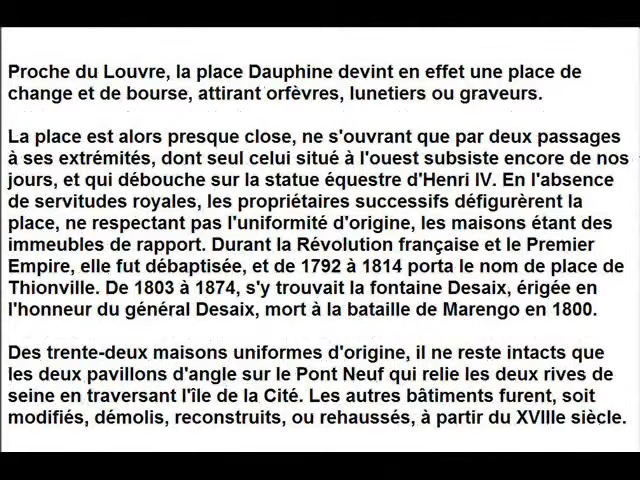 Proche du Louvre, la place Dauphine devint en effet une place de
change et de bourse, attirant orfèvres, lunetiers ou graveurs.
La place est alors presque close, ne s'ouvrant que par deux passages
à ses extrémités, dont seul celui situé à l'ouest subsiste encore de nos
jours, et qui débouche sur la statue équestre d'Henri IV. En l'absence
de servitudes royales, les propriétaires successifs défigurèrent la
place, ne respectant pas l'uniformité d'origine, les maisons étant des
immeubles de rapport. Durant la Révolution française et le Premier
Empire, elle fut débaptisée, et de 1792 à 1814 porta le nom de place de
Thionville. De 1803 à 1874, s'y trouvait la fontaine Desaix, érigée en
l'honneur du général Desaix, mort à la bataille de Marengo en 1800.
Des trente-deux maisons uniformes d'origine, il ne reste intacts que
les deux pavillons d'angle sur le Pont Neuf qui relie les deux rives de
seine en traversant l'île de la Cité. Les autres bâtiments furent, soit
modifiés, démolis, reconstruits, ou rehaussés, à partir du XVIIIe siècle.